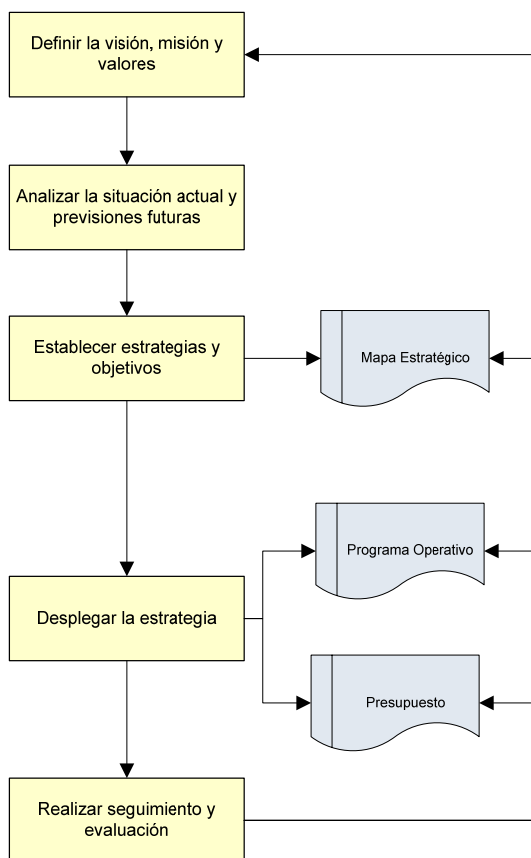 Definir la visión, misión y
valores
Analizar la situación actual y
previsiones futuras
Establecer estrategias y
objetivos
Mapa Estratégico
Programa Operativo
Desplegar la estrategia
Presupuesto
Realizar seguimiento y
evaluación